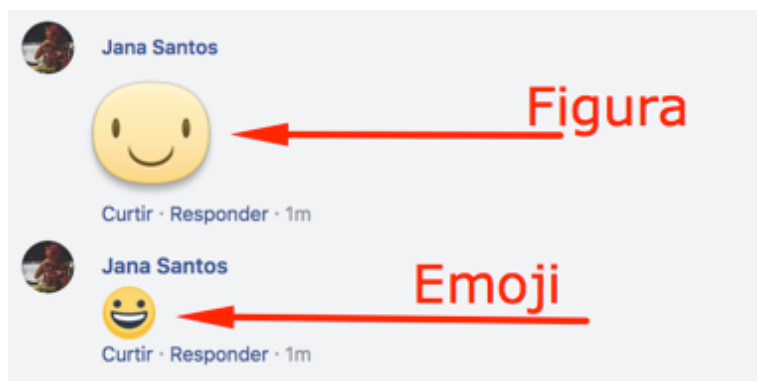 Jana Santos
Figura
Curtir · Responder · 1m
Jana Santos
Emoji
Curtir · Responder · 1m